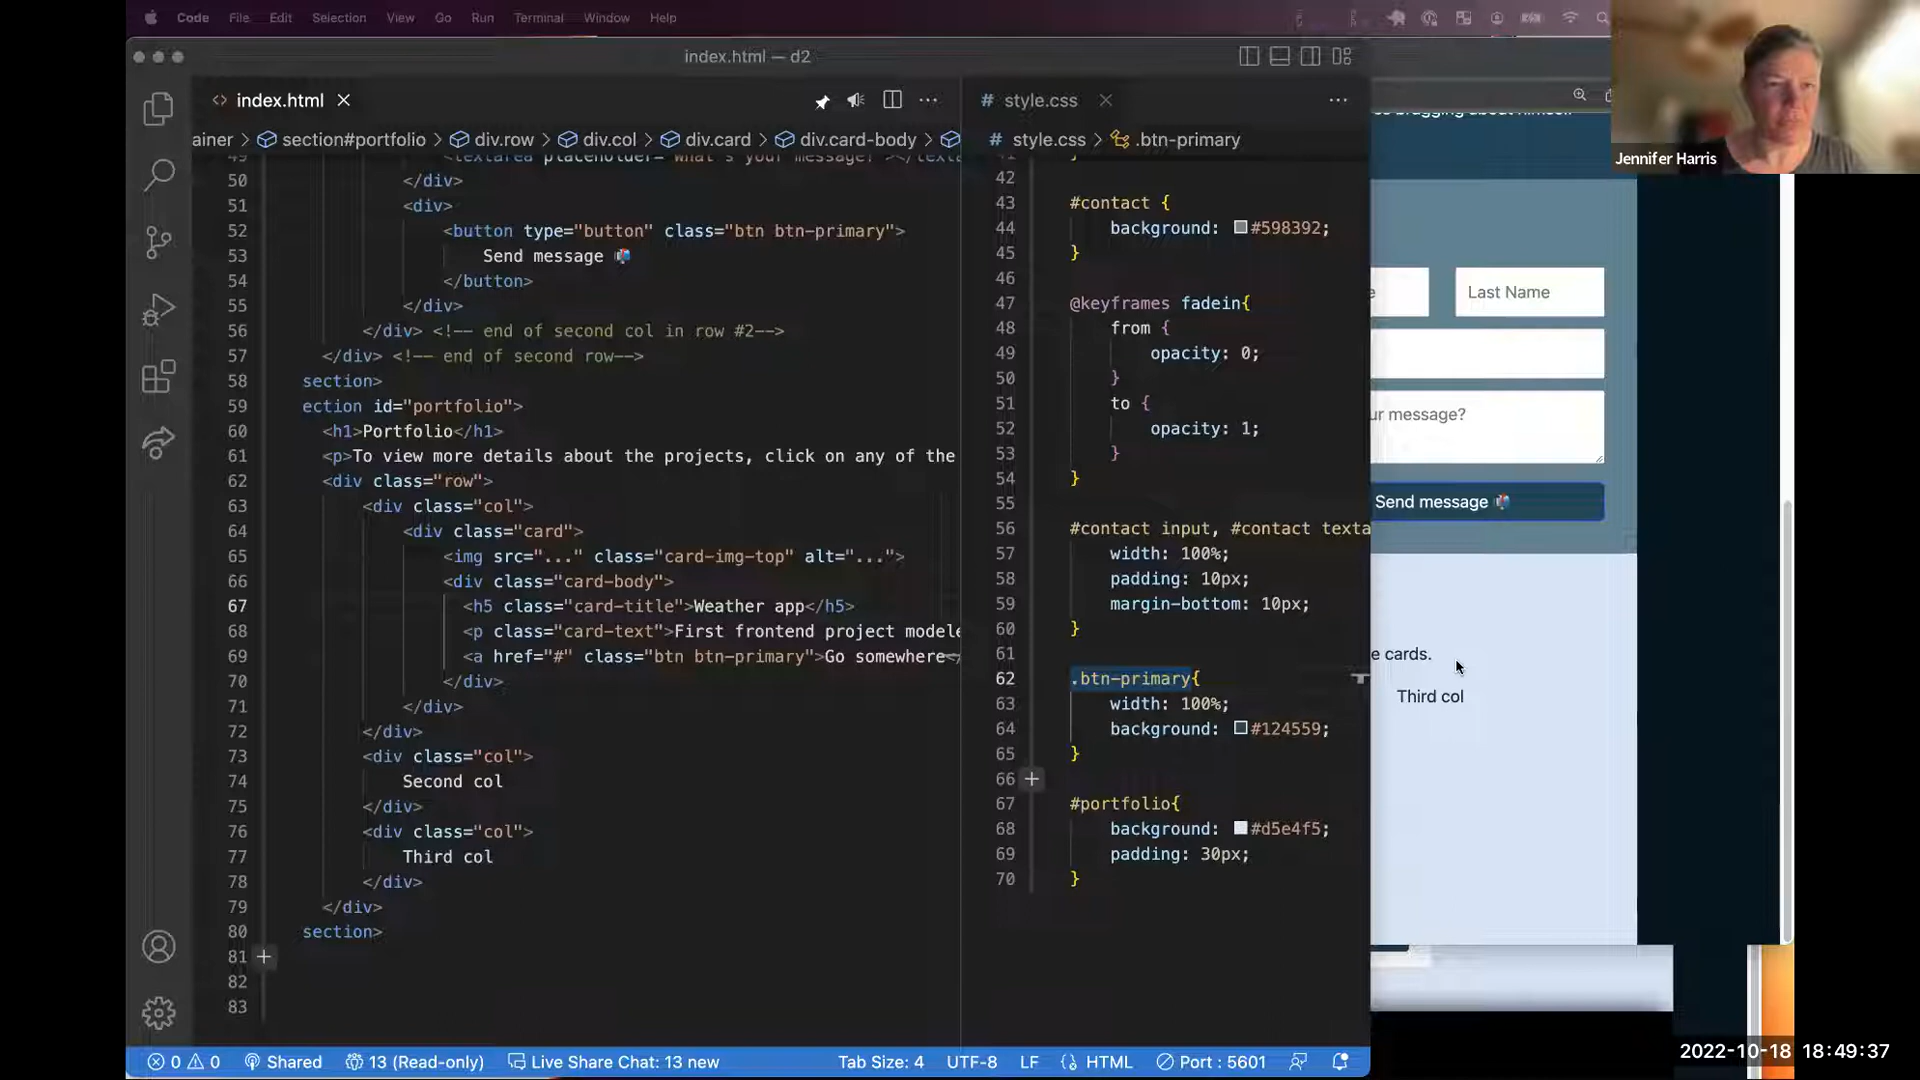 Code File Edit Selection View Go Run Terminal Window Help
index.html — d2
Jennifer Harris
index.html
ainer > section#portfolio > div.row > div.col > div.card > div.card-body >
50 </div>
51 <div>
52 <button type="button" class="btn btn-primary">
53 Send message 📬
54 </button>
55 </div>
56 </div> <!-- end of second col in row #2-->
57 </div> <!-- end of second row-->
58 section>
59 ection id="portfolio">
60 <h1>Portfolio</h1>
61 <p>To view more details about the projects, click on any of the
62 <div class="row">
63 <div class="col">
64 <div class="card">
65 <img src="..." class="card-img-top" alt="...">
66 <div class="card-body">
67 <h5 class="card-title">Weather app</h5>
68 <p class="card-text">First frontend project modele
69 <a href="#" class="btn btn-primary">Go somewhere</
70 </div>
71 </div>
72 </div>
73 <div class="col">
74 Second col
75 </div>
76 <div class="col">
77 Third col
78 </div>
79 </div>
80 section>
81
82
83
# style.css
# style.css > .btn-primary
42
43 #contact {
44 background: #598392;
45 }
46
47 @keyframes fadein{
48 from {
49 opacity: 0;
50 }
51 to {
52 opacity: 1;
53 }
54 }
55
56 #contact input, #contact texta
57 width: 100%;
58 padding: 10px;
59 margin-bottom: 10px;
60 }
61
62 .btn-primary{
63 width: 100%;
64 background: #124559;
65 }
66
67 #portfolio{
68 background: #d5e4f5;
69 padding: 30px;
70 }
e
Last Name
ur message?
Send message 📬
e cards.
Third col
0 0 Shared 13 (Read-only) Live Share Chat: 13 new Tab Size: 4 UTF-8 LF {} HTML Port : 5601
2022-10-18 18:49:37